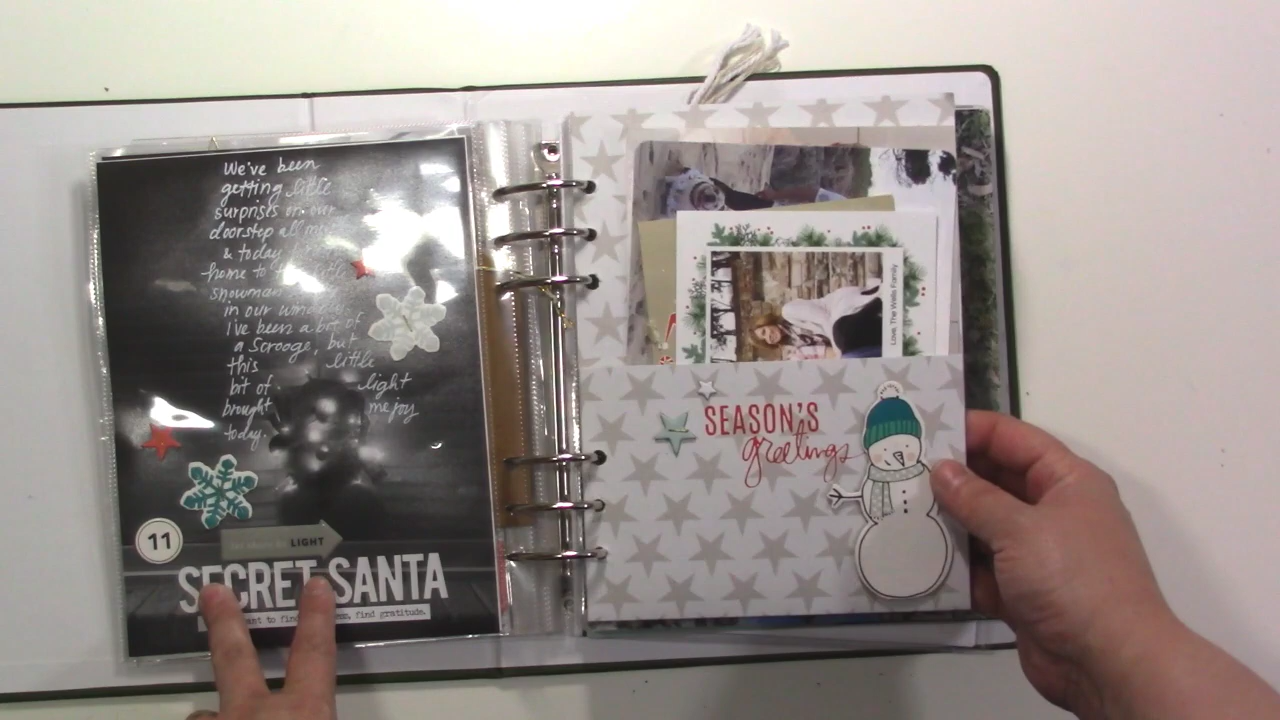 We've been
getting little
surprises on our
doorstep all
& today
home to little
snowman
in our window.
I've been a bit of
a Scrooge, but
this little
bit of light
brought me joy
today.
11
LIGHT
SECRET SANTA
find gratitude.
Love, The Wells Family
SEASON'S
greetings